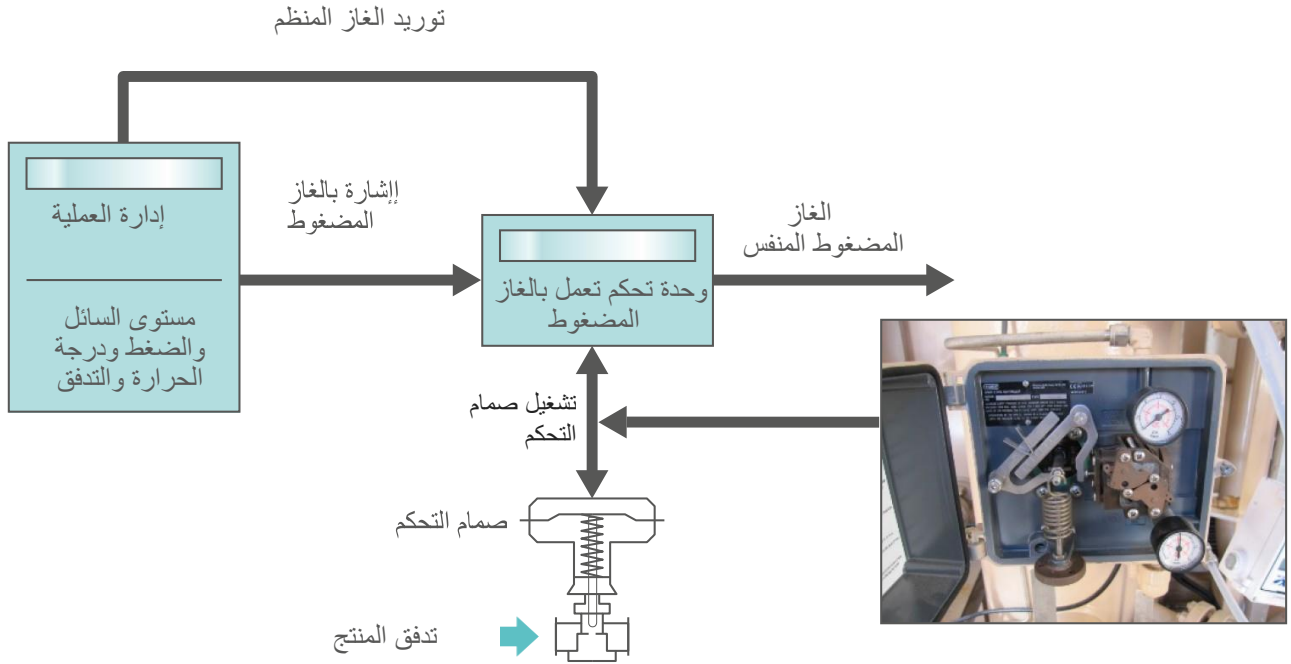 توريد الغاز المنظم
إدارة العملية
مستوى السائل
والضغط ودرجة
الحرارة والتدفق
إإشارة بالغاز
المضغوط
وحدة تحكم تعمل بالغاز
المضغوط
الغاز
المضغوط المنفس
تشغيل صمام
التحكم
صمام التحكم
تدفق المنتج